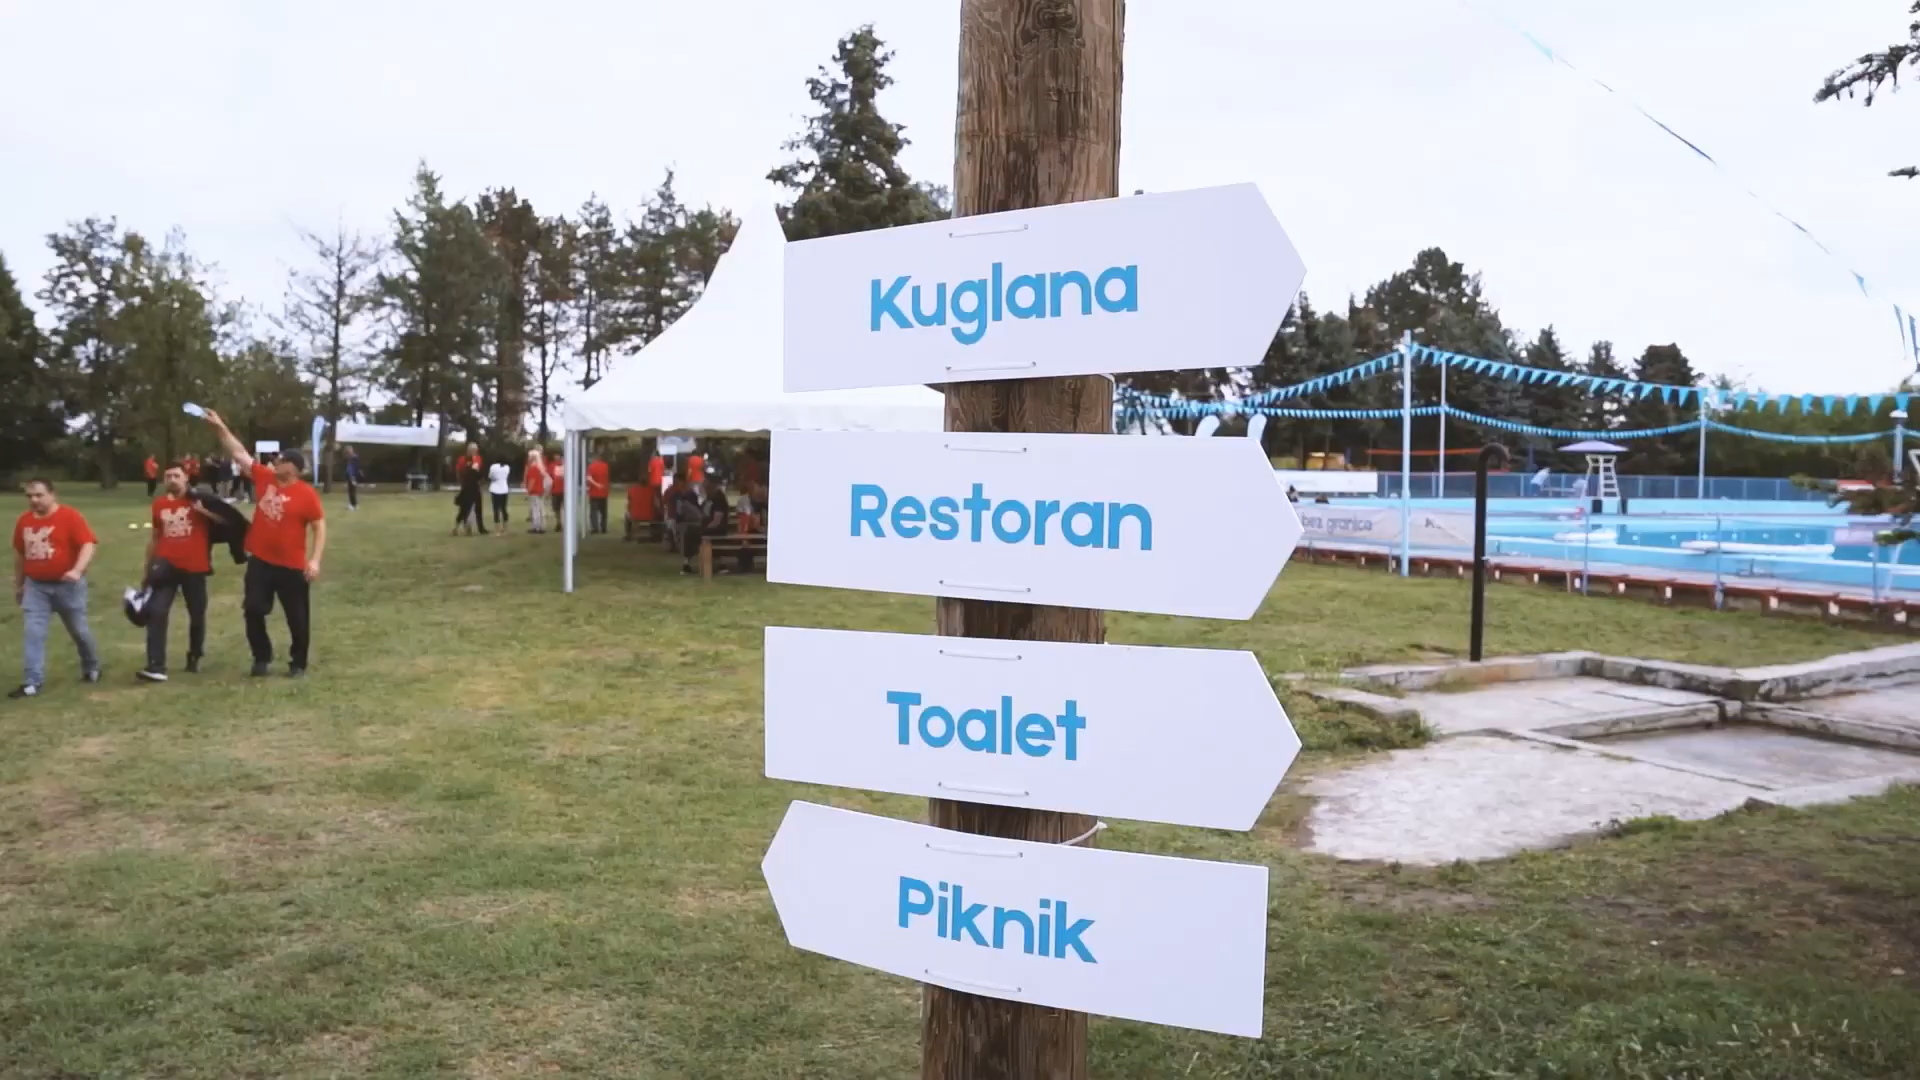 Kuglana
Restoran
Toalet
Piknik
bez granica